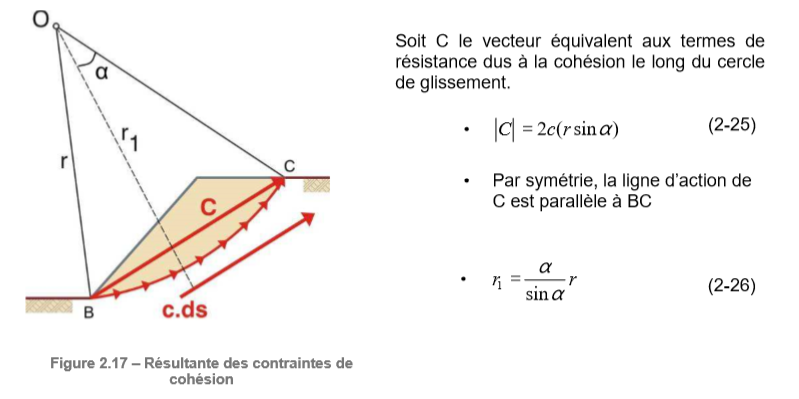 O
α
r₁
r
C
C
B
c.ds
Figure 2.17 – Résultante des contraintes de
cohésion
Soit C le vecteur équivalent aux termes de
résistance dus à la cohésion le long du cercle
de glissement.
• |C| = 2c(r sin α) (2-25)
• Par symétrie, la ligne d’action de
C est parallèle à BC
• r₁ = α / sin α r (2-26)